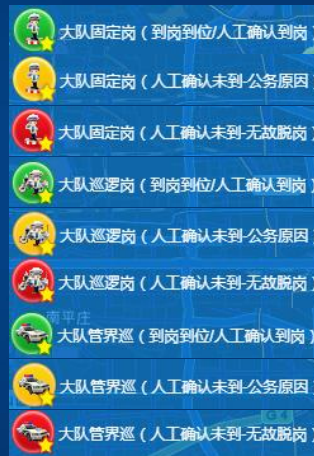 大队固定岗（到岗到位/人工确认到岗）
大队固定岗（人工确认未到-公务原因）
大队固定岗（人工确认未到-无故脱岗）
大队巡逻岗（到岗到位/人工确认到岗）
大队巡逻岗（人工确认未到-公务原因）
大队巡逻岗（人工确认未到-无故脱岗）
南平庄
大队管界巡（到岗到位/人工确认到岗）
大队管界巡（人工确认未到-公务原因）
G4
大队管界巡（人工确认未到-无故脱岗）